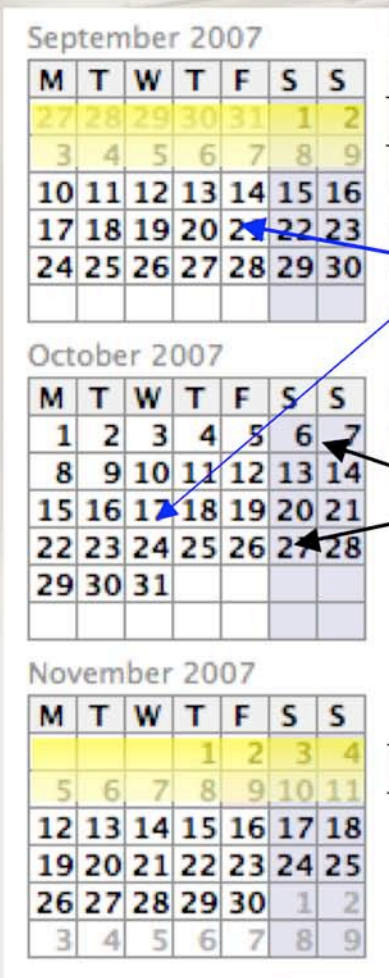 September 2007
M T W T F S S
27 28 29 30 31 1 2
3 4 5 6 7 8 9
10 11 12 13 14 15 16
17 18 19 20 21 22 23
24 25 26 27 28 29 30
October 2007
M T W T F S S
1 2 3 4 5 6 7
8 9 10 11 12 13 14
15 16 17 18 19 20 21
22 23 24 25 26 27 28
29 30 31
November 2007
M T W T F S S
1 2 3 4
5 6 7 8 9 10 11
12 13 14 15 16 17 18
19 20 21 22 23 24 25
26 27 28 29 30 1 2
3 4 5 6 7 8 9